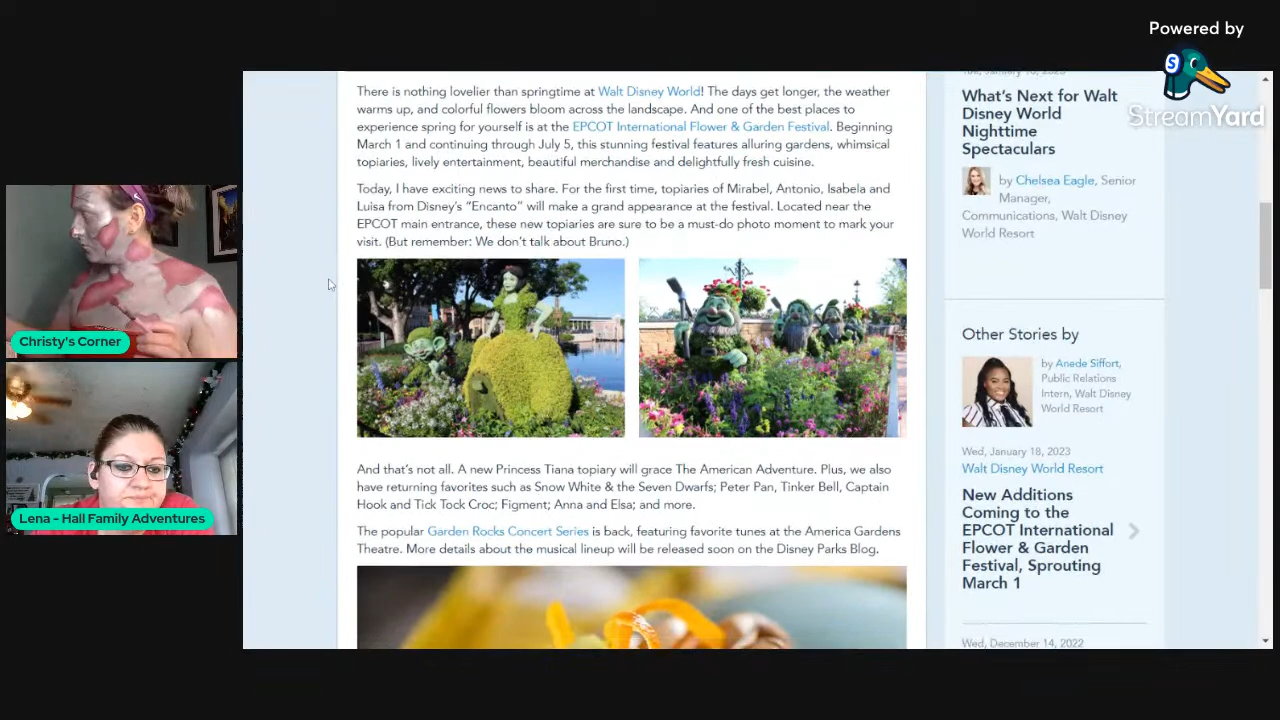 Powered by
StreamYard
There is nothing lovelier than springtime at Walt Disney World! The days get longer, the weather
warms up, and colorful flowers bloom across the landscape. And one of the best places to
experience spring for yourself is at the EPCOT International Flower & Garden Festival. Beginning
March 1 and continuing through July 5, this stunning festival features alluring gardens, whimsical
topiaries, lively entertainment, beautiful merchandise and delightfully fresh cuisine.
Today, I have exciting news to share. For the first time, topiaries of Mirabel, Antonio, Isabela and
Luisa from Disney's “Encanto” will make a grand appearance at the festival. Located near the
EPCOT main entrance, these new topiaries are sure to be a must-do photo moment to mark your
visit. (But remember: We don't talk about Bruno.)
And that's not all. A new Princess Tiana topiary will grace The American Adventure. Plus, we also
have returning favorites such as Snow White & the Seven Dwarfs; Peter Pan, Tinker Bell, Captain
Hook and Tick Tock Croc; Figment; Anna and Elsa; and more.
The popular Garden Rocks Concert Series is back, featuring favorite tunes at the America Gardens
Theatre. More details about the musical lineup will be released soon on the Disney Parks Blog.
What's Next for Walt
Disney World
Nighttime
Spectaculars
by Chelsea Eagle, Senior
Manager,
Communications, Walt Disney
World Resort
Other Stories by
by Anede Siffort,
Public Relations
Intern, Walt Disney
World Resort
Wed, January 18, 2023
Walt Disney World Resort
New Additions
Coming to the
EPCOT International
Flower & Garden
Festival, Sprouting
March 1
Wed, December 14, 2022
Christy's Corner
Lena - Hall Family Adventures